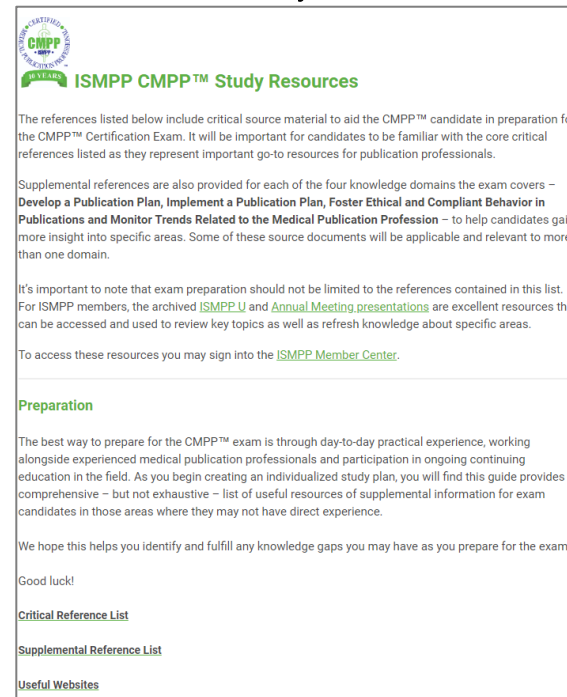 CMPP
10 YEARS
ISMPP CMPP™ Study Resources
The references listed below include critical source material to aid the CMPP™ candidate in preparation fo
the CMPP™ Certification Exam. It will be important for candidates to be familiar with the core critical
references listed as they represent important go-to resources for publication professionals.
Supplemental references are also provided for each of the four knowledge domains the exam covers –
Develop a Publication Plan, Implement a Publication Plan, Foster Ethical and Compliant Behavior in
Publications and Monitor Trends Related to the Medical Publication Profession – to help candidates gai
more insight into specific areas. Some of these source documents will be applicable and relevant to more
than one domain.
It's important to note that exam preparation should not be limited to the references contained in this list.
For ISMPP members, the archived ISMPP U and Annual Meeting presentations are excellent resources th
can be accessed and used to review key topics as well as refresh knowledge about specific areas.
To access these resources you may sign into the ISMPP Member Center.
Preparation
The best way to prepare for the CMPP™ exam is through day-to-day practical experience, working
alongside experienced medical publication professionals and participation in ongoing continuing
education in the field. As you begin creating an individualized study plan, you will find this guide provides
comprehensive – but not exhaustive – list of useful resources of supplemental information for exam
candidates in those areas where they may not have direct experience.
We hope this helps you identify and fulfill any knowledge gaps you may have as you prepare for the exam
Good luck!
Critical Reference List
Supplemental Reference List
Useful Websites